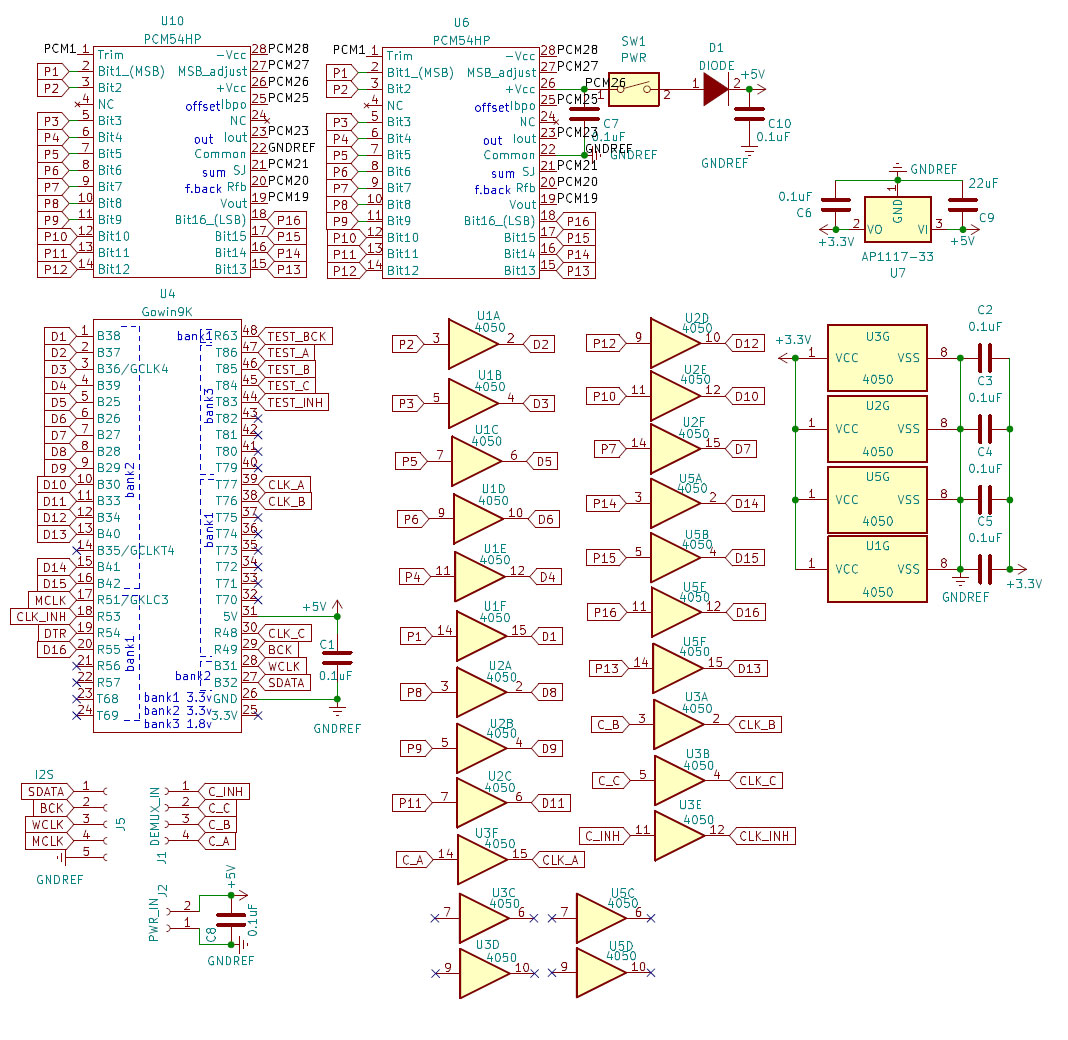 U10
PCM54HP
PCM1 1 Trim -Vcc 28 PCM28
P1 2 Bit1_(MSB) MSB_adjust 27 PCM27
P2 3 Bit2 +Vcc 26 PCM26
4 NC offset Ibpo 25 PCM25
P3 5 Bit3 NC 24
P4 6 Bit4 out Iout 23 PCM23
P5 7 Bit5 Common 22 GNDREF
P6 8 Bit6 sum SJ 21 PCM21
P7 9 Bit7 f.back Rfb 20 PCM20
P8 10 Bit8 Vout 19 PCM19
P9 11 Bit9 Bit16_(LSB) 18 P16
P10 12 Bit10 Bit15 17 P15
P11 13 Bit11 Bit14 16 P14
P12 14 Bit12 Bit13 15 P13
U6
PCM54HP
PCM1 1 Trim -Vcc 28 PCM28
P1 2 Bit1_(MSB) MSB_adjust 27 PCM27
P2 3 Bit2 +Vcc 26 PCM26
4 NC offset Ibpo 25 PCM25
P3 5 Bit3 NC 24
P4 6 Bit4 out Iout 23 PCM23
P5 7 Bit5 Common 22 GNDREF
P6 8 Bit6 sum SJ 21 PCM21
P7 9 Bit7 f.back Rfb 20 PCM20
P8 10 Bit8 Vout 19 PCM19
P9 11 Bit9 Bit16_(LSB) 18 P16
P10 12 Bit10 Bit15 17 P15
P11 13 Bit11 Bit14 16 P14
P12 14 Bit12 Bit13 15 P13
SW1
PWR
1 2
D1
DIODE
1 2
+5V
C7
0.1uF
GNDREF
C10
0.1uF
GNDREF
GNDREF
0.1uF
C6
22uF
C9
1
GND
+3.3V 2 VO VI 3 +5V
AP1117-33
U7
U4
Gowin9K
D1 1 B38 bank1 R63 48 TEST_BCK
D2 2 B37 T86 47 TEST_A
D3 3 B36/GCLK4 T85 46 TEST_B
D4 4 B39 T84 45 TEST_C
D5 5 B25 T83 44 TEST_INH
D6 6 B26 T82 43
D7 7 B27 T81 42
D8 8 B28 T80 41
D9 9 B29 T79 40
D10 10 B30 T77 39 CLK_A
D11 11 B33 T76 38 CLK_B
D12 12 B34 T75 37
D13 13 B40 T74 36
14 B35/GCLKT4 T73 35
D14 15 B41 T72 34
D15 16 B42 T71 33
MCLK 17 R51/GKLC3 T70 32
CLK_INH 18 R53 5V 31
DTR 19 R54 R48 30 CLK_C
D16 20 R55 R49 29 BCK
21 R56 B31 28 WCLK
22 R57 bank2 B32 27 SDATA
23 T68 GND 26
24 T69 3.3V 25
bank2
bank1
bank3
bank1
bank1 3.3v
bank2 3.3v
bank3 1.8v
+5V
C1
0.1uF
GNDREF
U1A
4050
P2 3 2 D2
U1B
4050
P3 5 4 D3
U1C
4050
P5 7 6 D5
U1D
4050
P6 9 10 D6
U1E
4050
P4 11 12 D4
U1F
4050
P1 14 15 D1
U2A
4050
P8 3 2 D8
U2B
4050
P9 5 4 D9
U2C
4050
P11 7 6 D11
U3F
4050
C_A 14 15 CLK_A
U3C
4050
7 6
U3D
4050
9 10
U2D
4050
P12 9 10 D12
U2E
4050
P10 11 12 D10
U2F
4050
P7 14 15 D7
U5A
4050
P14 3 2 D14
U5B
4050
P15 5 4 D15
U5E
4050
P16 11 12 D16
U5F
4050
P13 14 15 D13
U3A
4050
C_B 3 2 CLK_B
U3B
4050
C_C 5 4 CLK_C
U3E
4050
C_INH 11 12 CLK_INH
U5C
4050
7 6
U5D
4050
9 10
+3.3V
U3G
1 VCC VSS 8
4050
U2G
1 VCC VSS 8
4050
U5G
1 VCC VSS 8
4050
U1G
1 VCC VSS 8
4050
C2
0.1uF
C3
0.1uF
C4
0.1uF
C5
0.1uF
GNDREF
+3.3V
I2S
SDATA 1
BCK 2
WCLK 3
MCLK 4
5
J5
GNDREF
J1 DEMUX_IN
1 C_INH
2 C_C
3 C_B
4 C_A
J2
PWR_IN
2
1
+5V
C8
0.1uF
GNDREF